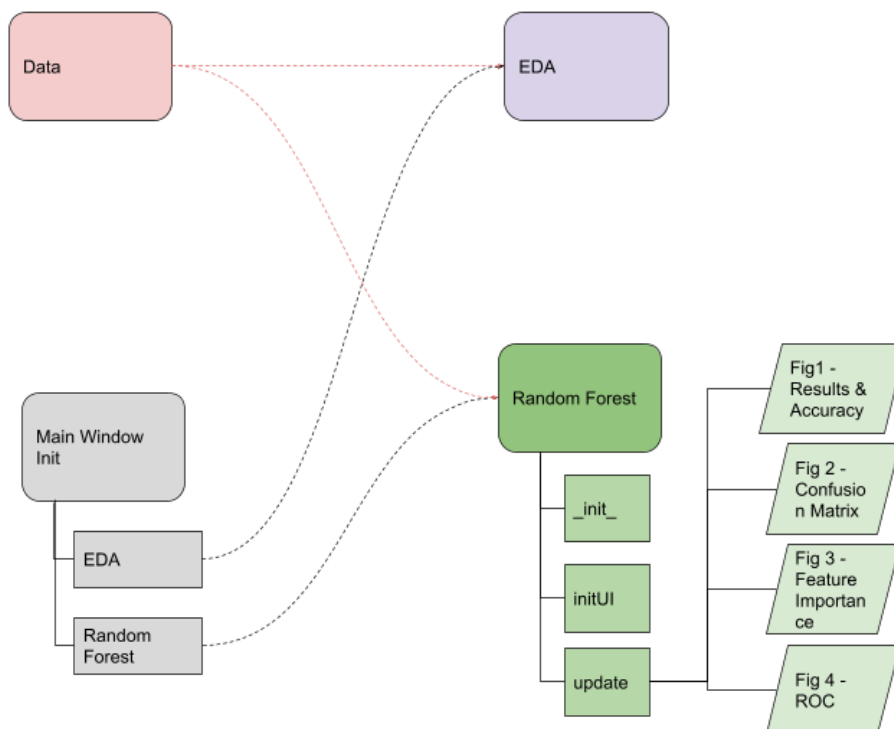 Data
EDA
Main Window
Init
EDA
Random
Forest
Random Forest
_init_
initUI
update
Fig1 -
Results &
Accuracy
Fig 2 -
Confusio
n Matrix
Fig 3 -
Feature
Importan
ce
Fig 4 -
ROC